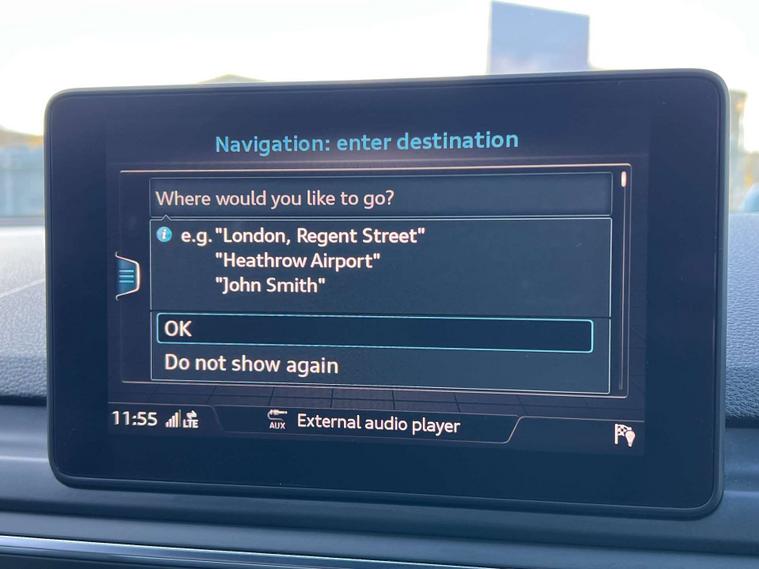 Navigation: enter destination
Where would you like to go?
e.g. "London, Regent Street"
"Heathrow Airport"
"John Smith"
OK
Do not show again
11:55 LTE AUX External audio player